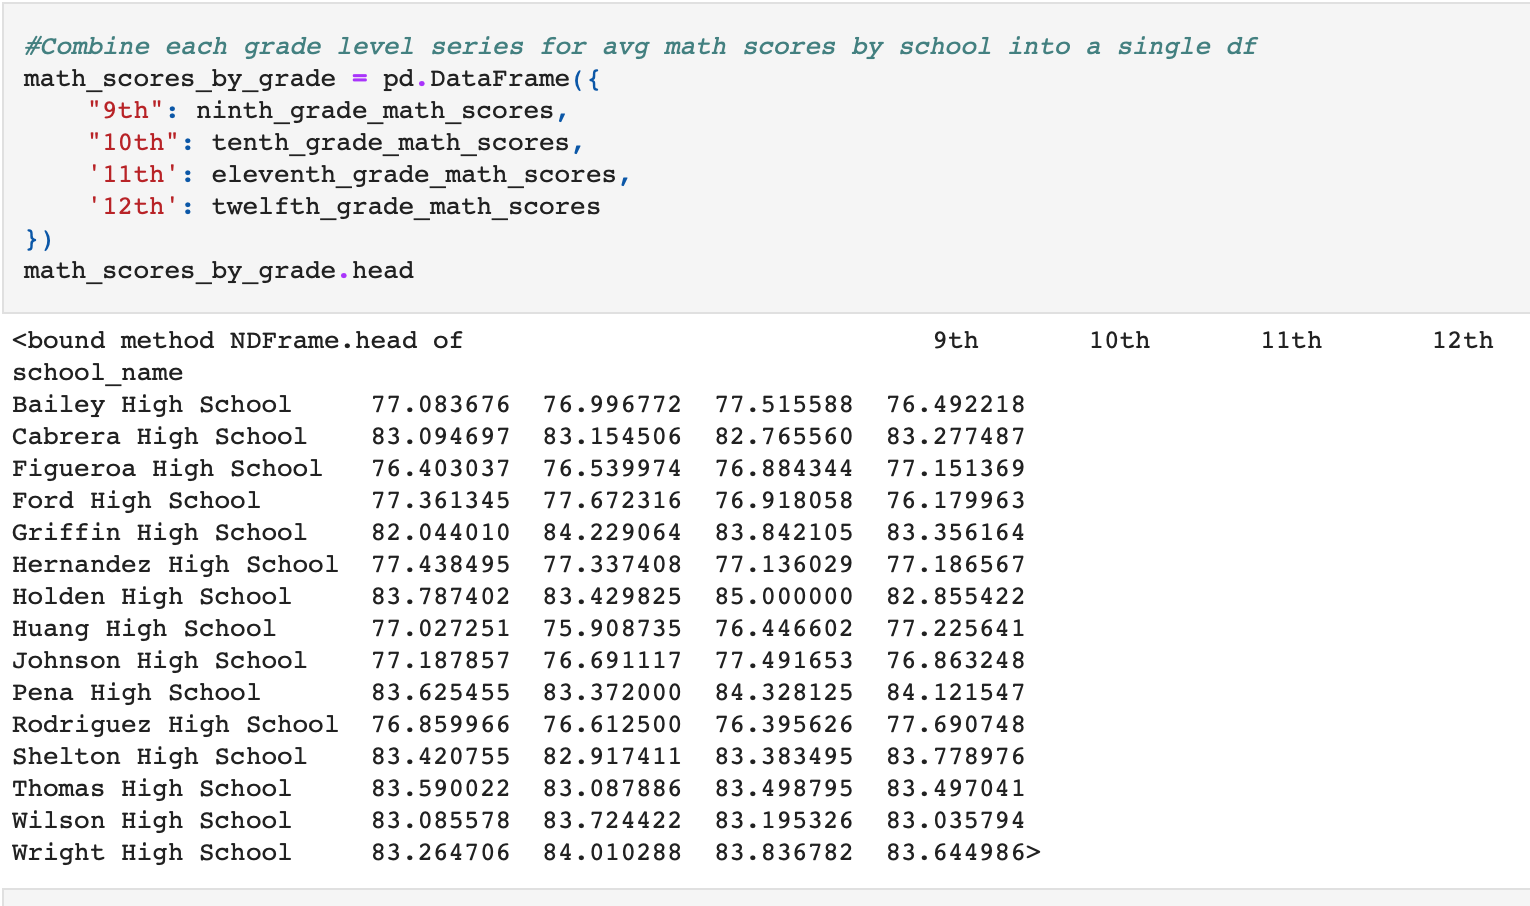 #Combine each grade level series for avg math scores by school into a single df
math_scores_by_grade = pd.DataFrame({
    "9th": ninth_grade_math_scores,
    "10th": tenth_grade_math_scores,
    '11th': eleventh_grade_math_scores,
    '12th': twelfth_grade_math_scores
})
math_scores_by_grade.head
<bound method NDFrame.head of                              9th       10th       11th       12th
school_name
Bailey High School     77.083676  76.996772  77.515588  76.492218
Cabrera High School    83.094697  83.154506  82.765560  83.277487
Figueroa High School   76.403037  76.539974  76.884344  77.151369
Ford High School       77.361345  77.672316  76.918058  76.179963
Griffin High School    82.044010  84.229064  83.842105  83.356164
Hernandez High School  77.438495  77.337408  77.136029  77.186567
Holden High School     83.787402  83.429825  85.000000  82.855422
Huang High School      77.027251  75.908735  76.446602  77.225641
Johnson High School    77.187857  76.691117  77.491653  76.863248
Pena High School       83.625455  83.372000  84.328125  84.121547
Rodriguez High School  76.859966  76.612500  76.395626  77.690748
Shelton High School    83.420755  82.917411  83.383495  83.778976
Thomas High School     83.590022  83.087886  83.498795  83.497041
Wilson High School     83.085578  83.724422  83.195326  83.035794
Wright High School     83.264706  84.010288  83.836782  83.644986>